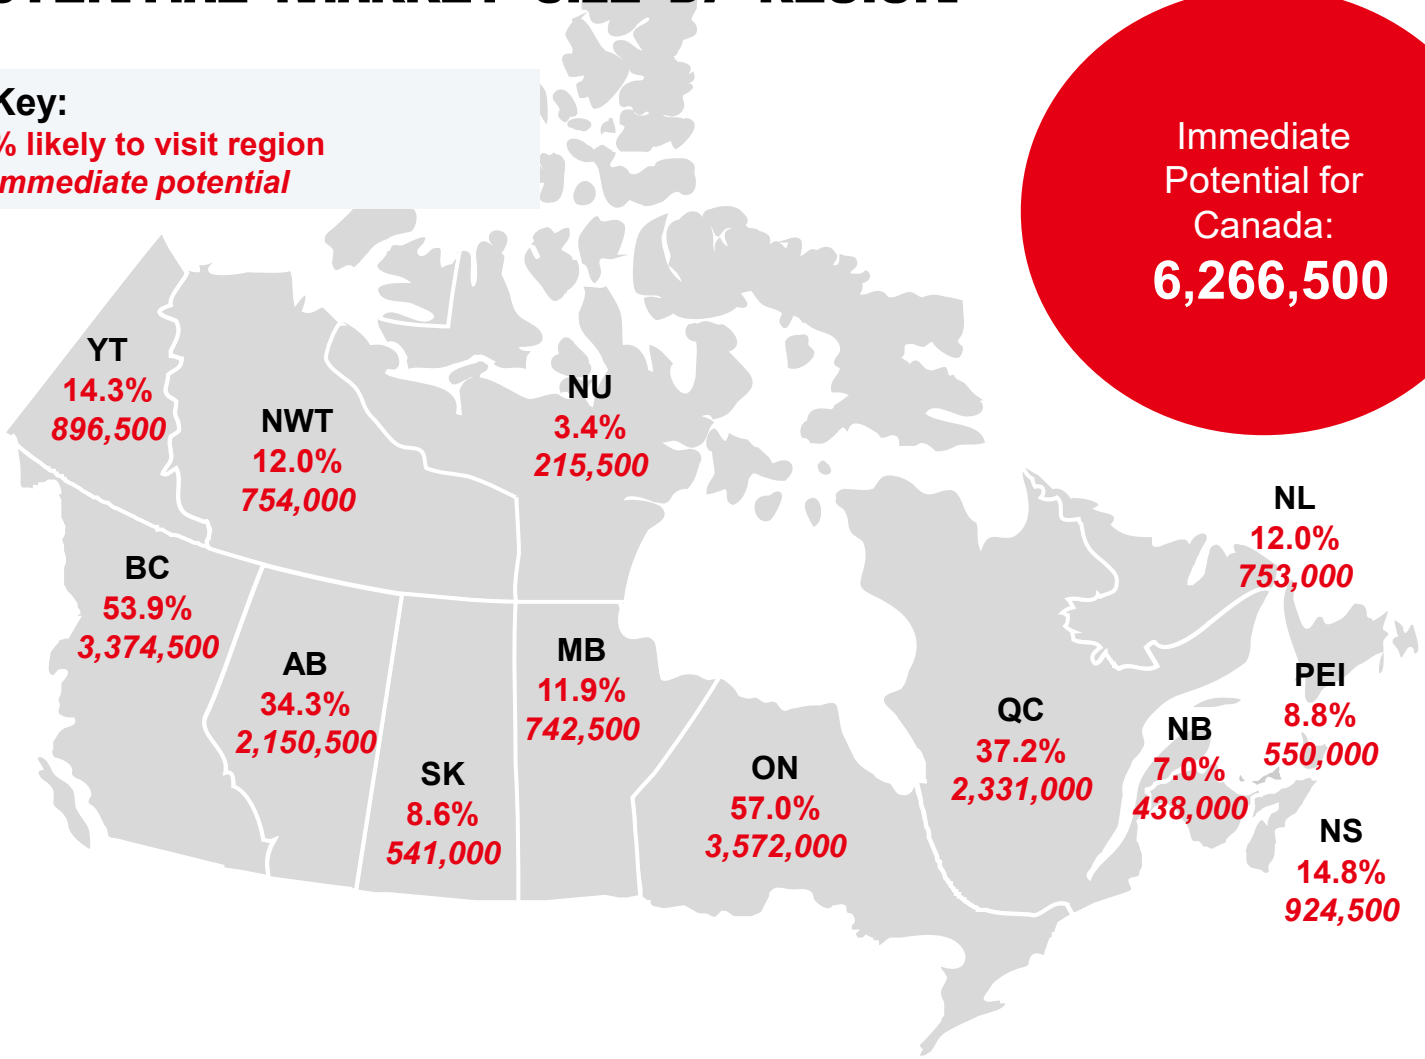 MARKET SIZE BY REGION
Key:
% likely to visit region
mmediate potential
Immediate
Potential for
Canada:
6,266,500
YT
14.3%
896,500
NWT
12.0%
754,000
NU
3.4%
215,500
BC
53.9%
3,374,500
AB
34.3%
2,150,500
SK
8.6%
541,000
MB
11.9%
742,500
ON
57.0%
3,572,000
QC
37.2%
2,331,000
NL
12.0%
753,000
NB
7.0%
438,000
PEI
8.8%
550,000
NS
14.8%
924,500